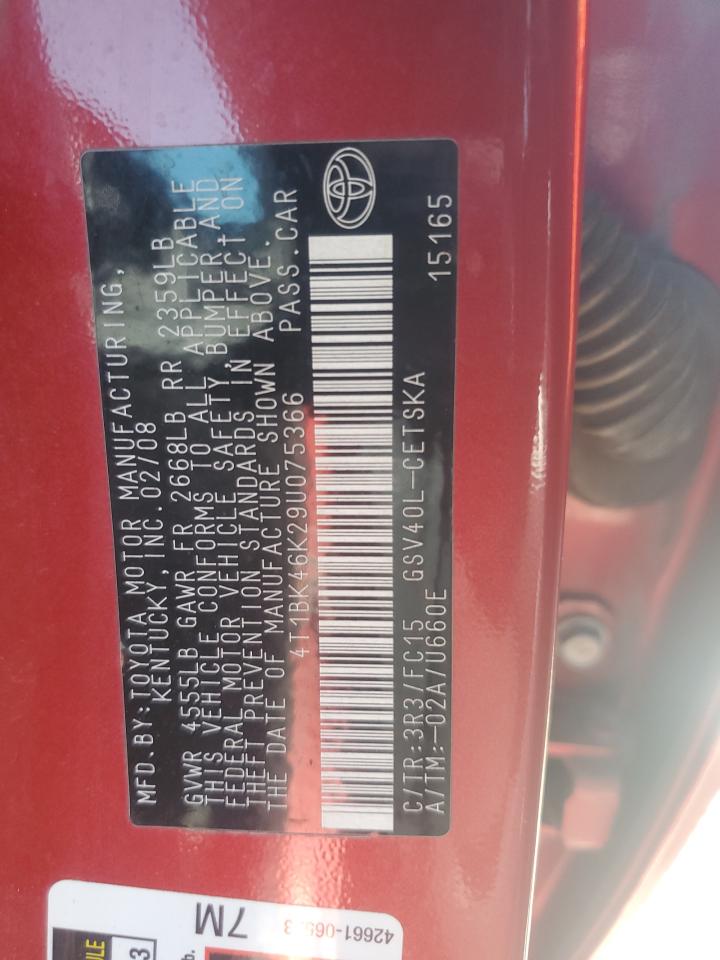 MFD.BY:TOYOTA MOTOR MANUFACTURING,
KENTUCKY, INC.02/08
GVWR 4555LB GAWR FR 2668LB RR 2359LB
THIS VEHICLE CONFORMS TO ALL APPLICABLE
FEDERAL MOTOR VEHICLE SAFETY, BUMPER AND
THEFT PREVENTION STANDARDS IN EFFECT ON
THE DATE OF MANUFACTURE SHOWN ABOVE.
4T1BK46K29U075366 PASS.CAR
C/TR:3R3/FC15 GSV40L-CETSKA
A/TM:-02A/U660E 15165
7M